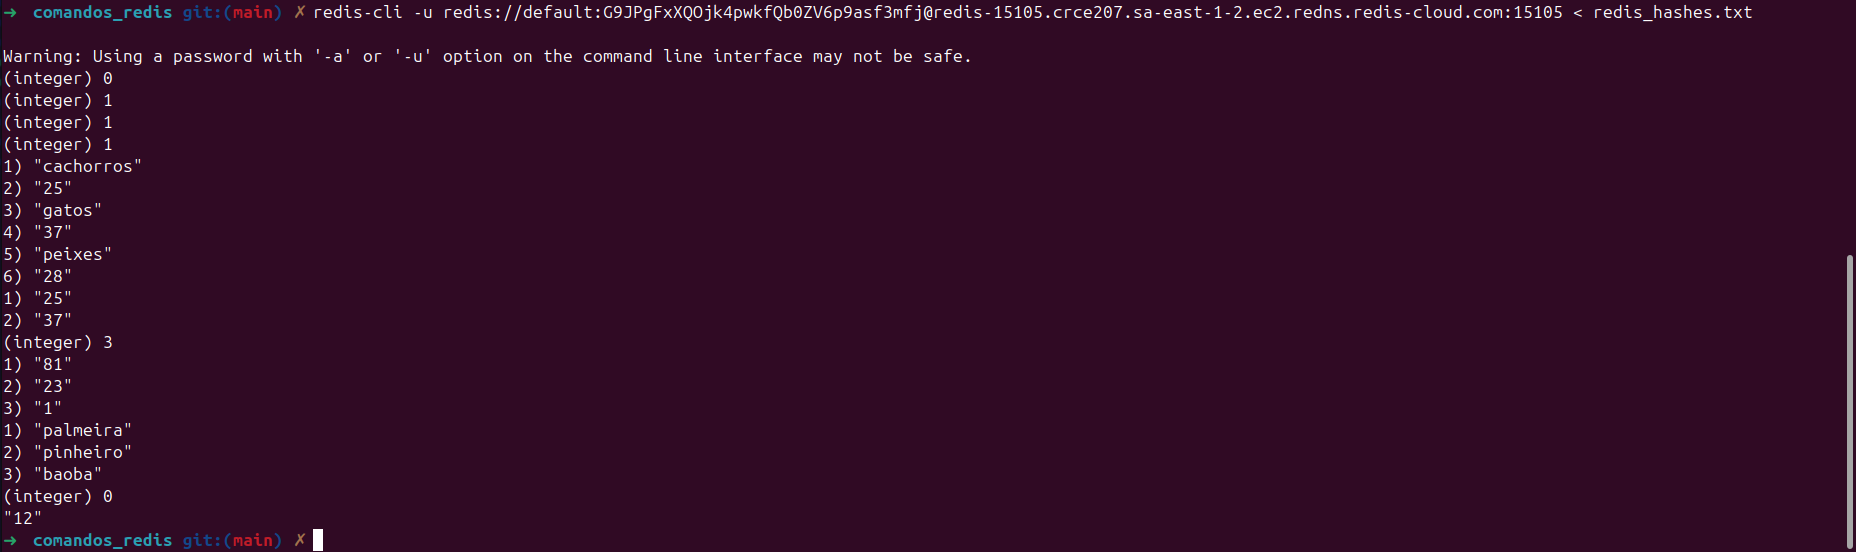 ➜ comandos_redis git:(main) ✗ redis-cli -u redis://default:G9JPgFxXQOjk4pwkfQb0ZV6p9asf3mfj@redis-15105.crce207.sa-east-1-2.ec2.redns.redis-cloud.com:15105 < redis_hashes.txt
Warning: Using a password with '-a' or '-u' option on the command line interface may not be safe.
(integer) 0
(integer) 1
(integer) 1
(integer) 1
1) "cachorros"
2) "25"
3) "gatos"
4) "37"
5) "peixes"
6) "28"
1) "25"
2) "37"
(integer) 3
1) "81"
2) "23"
3) "1"
1) "palmeira"
2) "pinheiro"
3) "baoba"
(integer) 0
"12"
➜ comandos_redis git:(main) ✗